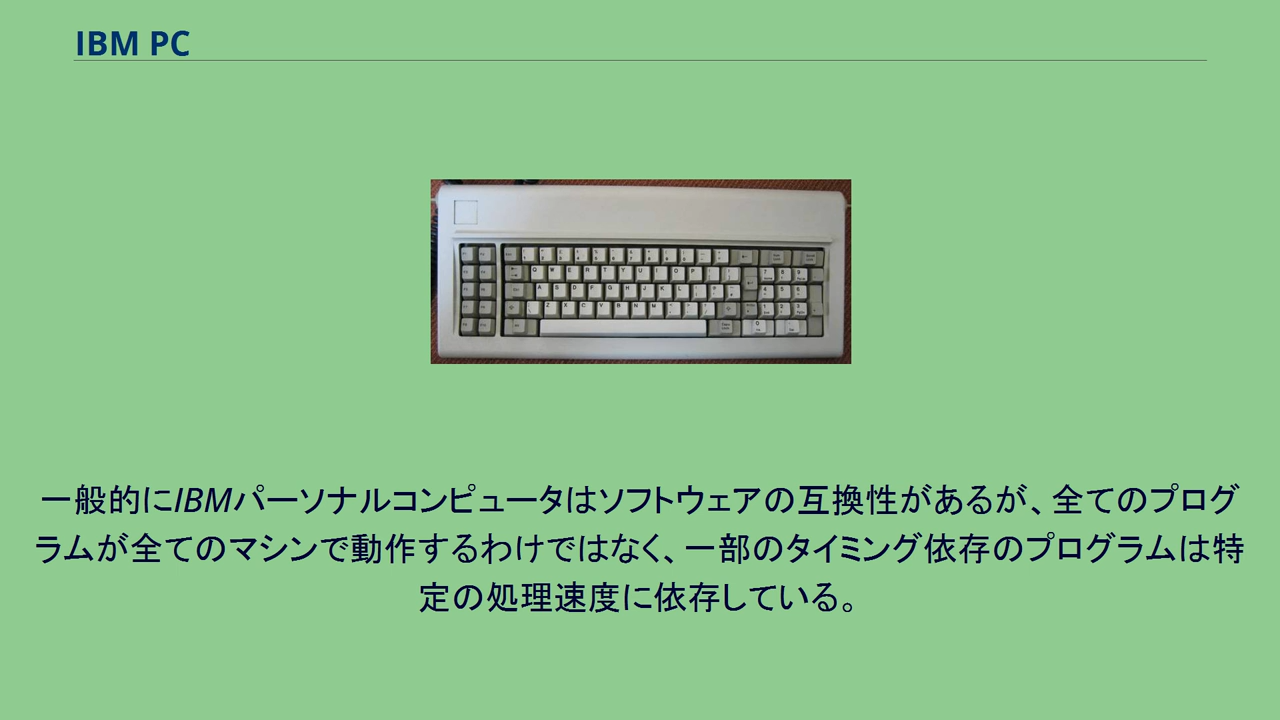 IBM PC
一般的にIBMパーソナルコンピュータはソフトウェアの互換性があるが、全てのプログ
ラムが全てのマシンで動作するわけではなく、一部のタイミング依存のプログラムは特
定の処理速度に依存している。